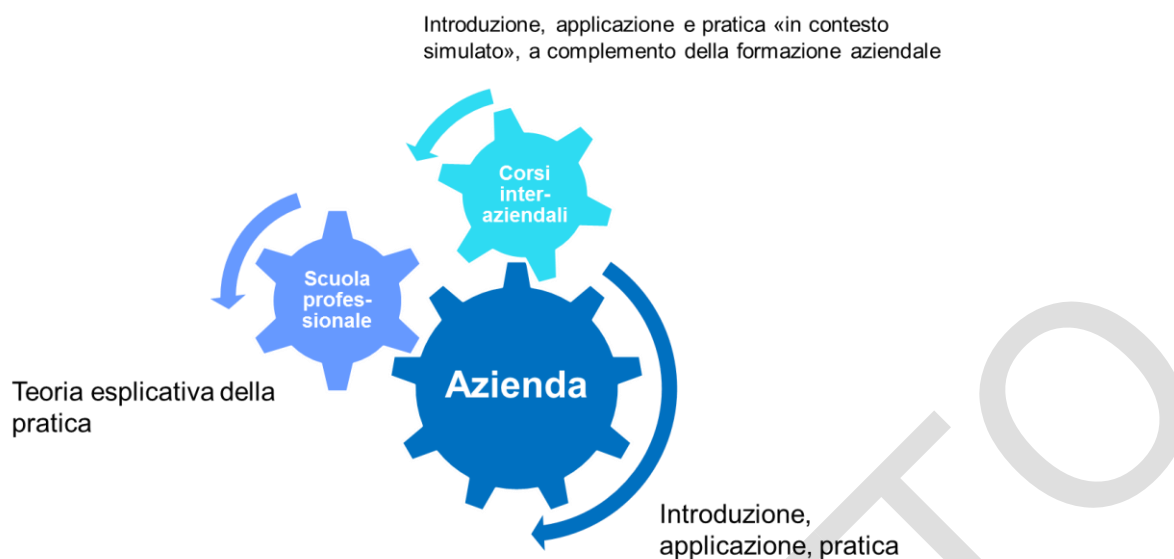 Introduzione, applicazione e pratica «in contesto
simulato», a complemento della formazione aziendale
Corsi
inter-
aziendali
Scuola
profes-
sionale
Azienda
Teoria esplicativa della
pratica
Introduzione,
applicazione, pratica
TO